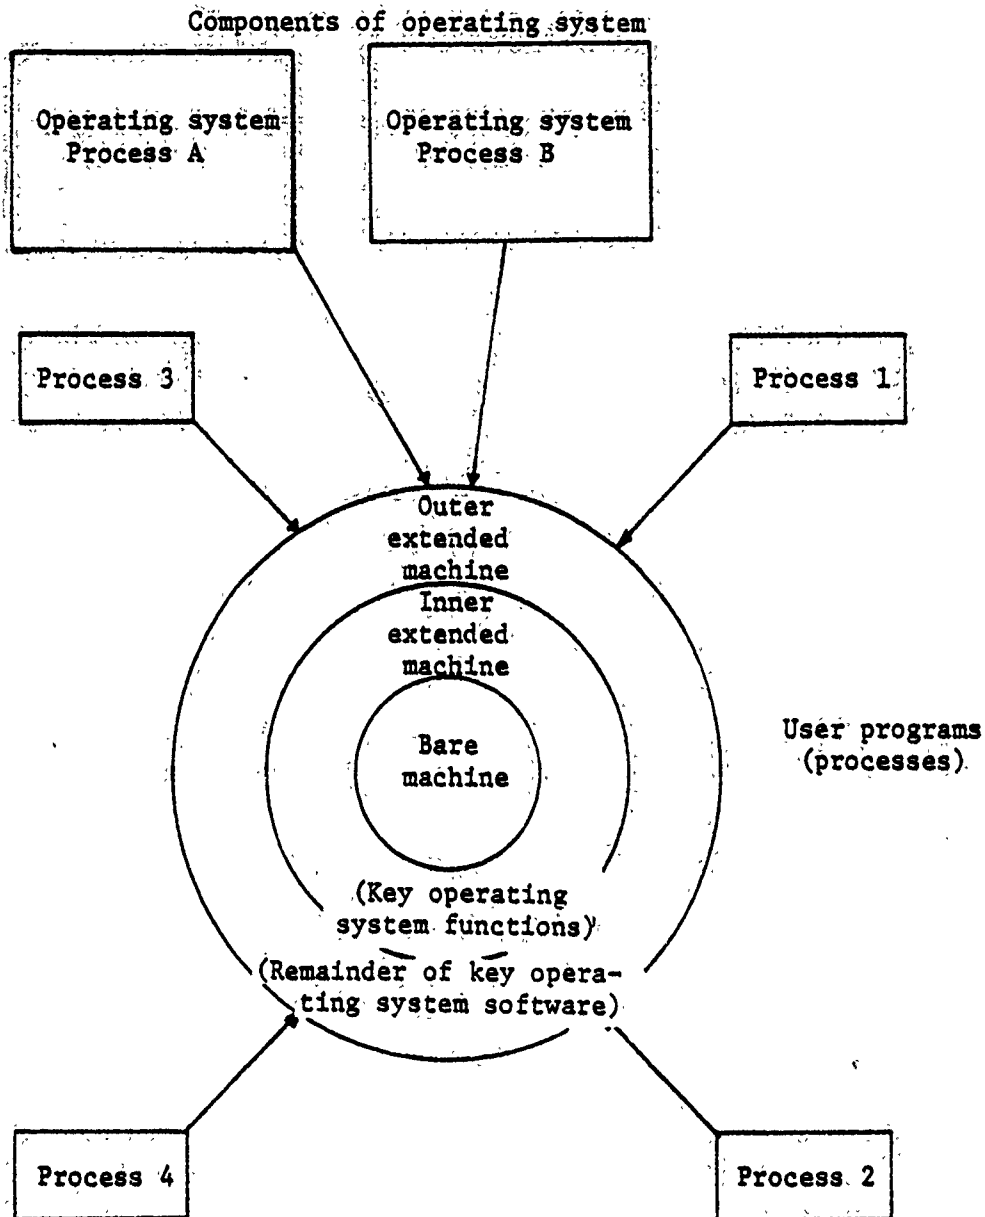 Components of operating system
Operating system
Process A
Operating system
Process B
Process 3
Process 1
Outer
extended
machine
Inner
extended
machine
Bare
machine
User programs
(processes)
(Key operating
system functions)
(Remainder of key opera-
ting system software)
Process 4
Process 2